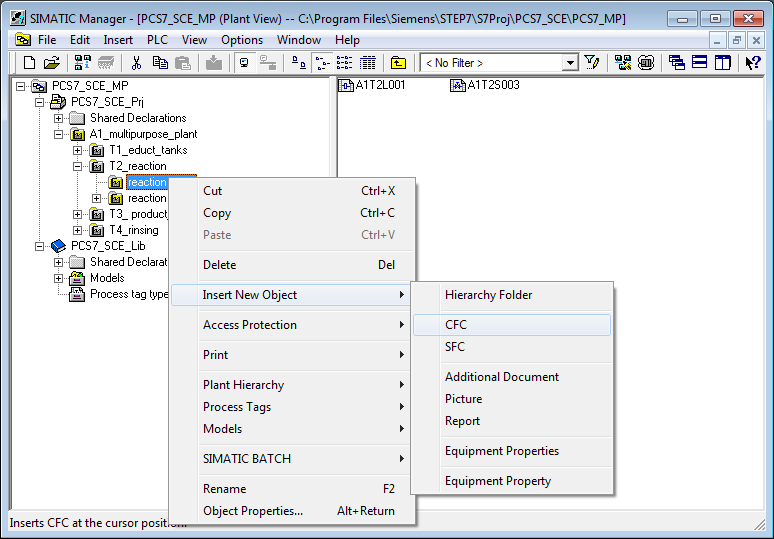 SIMATIC Manager - [PCS7_SCE_MP (Plant View) -- C:\Program Files\Siemens\STEP7\S7Proj\PCS7_SCE\PCS7_MP]
File Edit Insert PLC View Options Window Help
< No Filter >
PCS7_SCE_MP
PCS7_SCE_Prj
Shared Declarations
A1_multipurpose_plant
T1_educt_tanks
T2_reaction
reaction
reaction
T3_ product_
T4_rinsing
PCS7_SCE_Lib
Shared Declarat
Models
Process tag type
A1T2L001 A1T2S003
Cut Ctrl+X
Copy Ctrl+C
Paste Ctrl+V
Delete Del
Insert New Object
Access Protection
Print
Plant Hierarchy
Process Tags
Models
SIMATIC BATCH
Rename F2
Object Properties... Alt+Return
Hierarchy Folder
CFC
SFC
Additional Document
Picture
Report
Equipment Properties
Equipment Property
Inserts CFC at the cursor position.